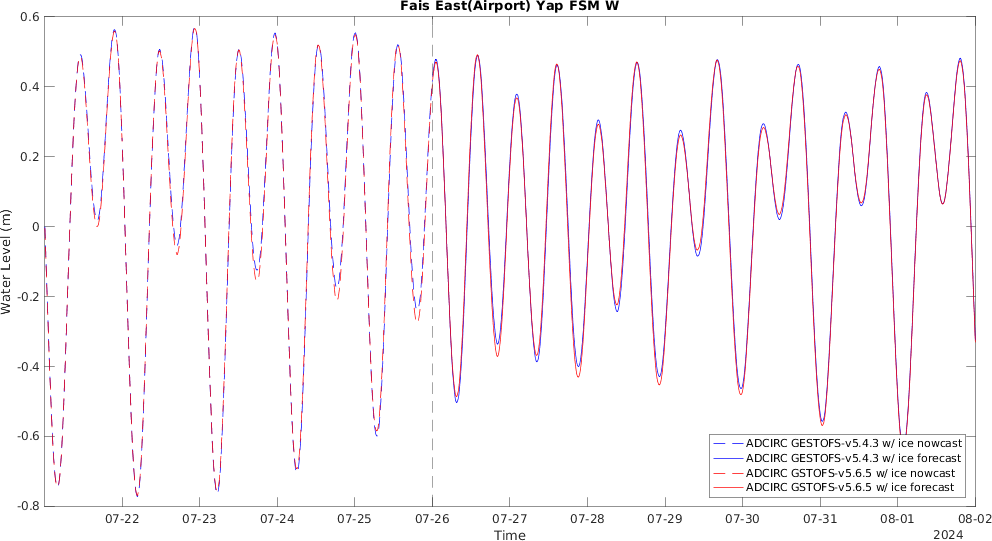 Fais East(Airport) Yap FSM W
0.6
0.4
0.2
0
-0.2
-0.4
-0.6
-0.8
Water Level (m)
07-22 07-23 07-24 07-25 07-26 07-27 07-28 07-29 07-30 07-31 08-01 08-02
Time
2024
ADCIRC GESTOFS-v5.4.3 w/ ice nowcast
ADCIRC GESTOFS-v5.4.3 w/ ice forecast
ADCIRC GSTOFS-v5.6.5 w/ ice nowcast
ADCIRC GSTOFS-v5.6.5 w/ ice forecast